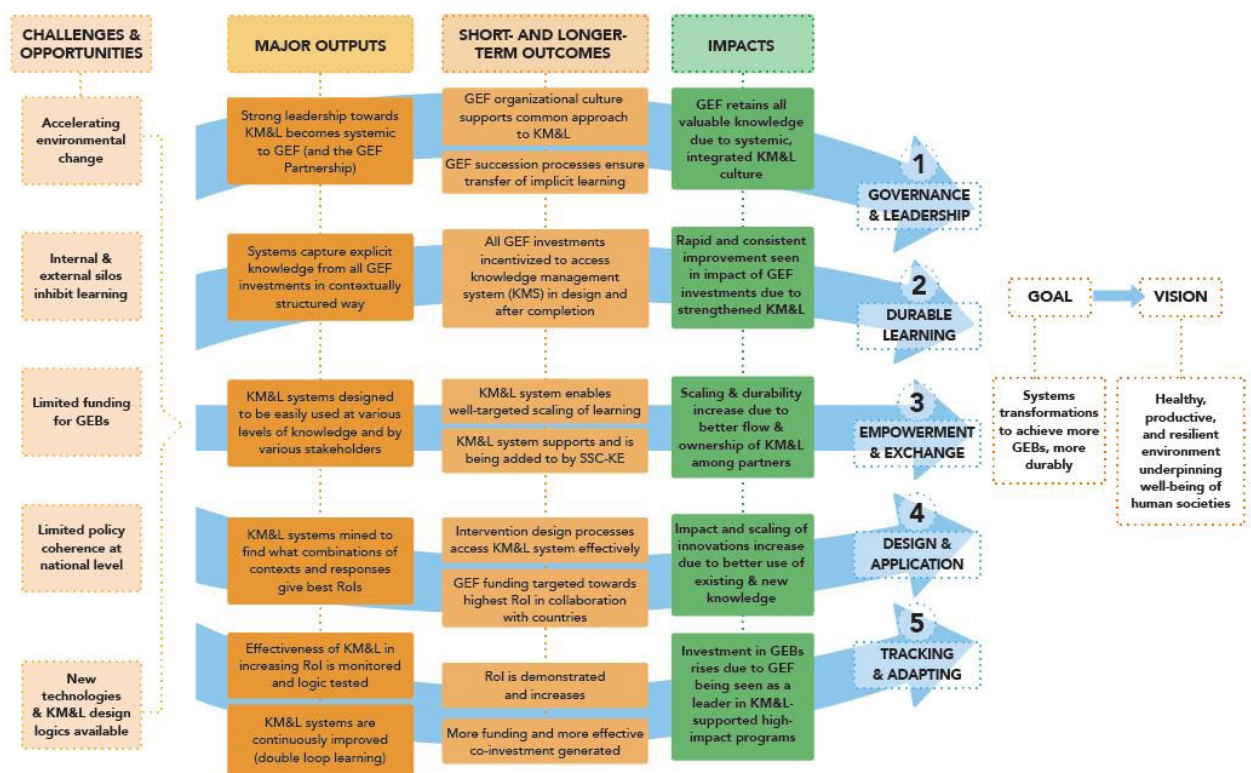 CHALLENGES &
OPPORTUNITIES
Accelerating
environmental
change
Internal &
external silos
inhibit learning
Limited funding
for GEBs
Limited policy
coherence at
national level
New
technologies
& KM&L design
logics available
MAJOR OUTPUTS
Strong leadership towards
KM&L becomes systemic
to GEF (and the GEF
Partnership)
Systems capture explicit
knowledge from all GEF
investments in contextually
structured way
KM&L systems designed
to be easily used at various
levels of knowledge and by
various stakeholders
KM&L systems mined to
find what combinations of
contexts and responses
give best RoIs
Effectiveness of KM&L in
increasing RoI is monitored
and logic tested
KM&L systems are
continuously improved
(double loop learning)
SHORT- AND LONGER-
TERM OUTCOMES
GEF organizational culture
supports common approach
to KM&L
GEF succession processes ensure
transfer of implicit learning
All GEF investments
incentivized to access
knowledge management
system (KMS) in design and
after completion
KM&L system enables
well-targeted scaling of learning
KM&L system supports and is
being added to by SSC-KE
Intervention design processes
access KM&L system effectively
GEF funding targeted towards
highest RoI in collaboration
with countries
RoI is demonstrated
and increases
More funding and more effective
co-investment generated
IMPACTS
GEF retains all
valuable knowledge
due to systemic,
integrated KM&L
culture
Rapid and consistent
improvement seen
in impact of GEF
investments due to
strengthened KM&L
Scaling & durability
increase due to
better flow &
ownership of KM&L
among partners
Impact and scaling of
innovations increase
due to better use of
existing & new
knowledge
Investment in GEBs
rises due to GEF
being seen as a
leader in KM&L-
supported high-
impact programs
1
GOVERNANCE
& LEADERSHIP
2
DURABLE
LEARNING
3
EMPOWERMENT
& EXCHANGE
4
DESIGN &
APPLICATION
5
TRACKING
& ADAPTING
GOAL
Systems
transformations
to achieve more
GEBs, more
durably
VISION
Healthy,
productive,
and resilient
environment
underpinning
well-being of
human societies